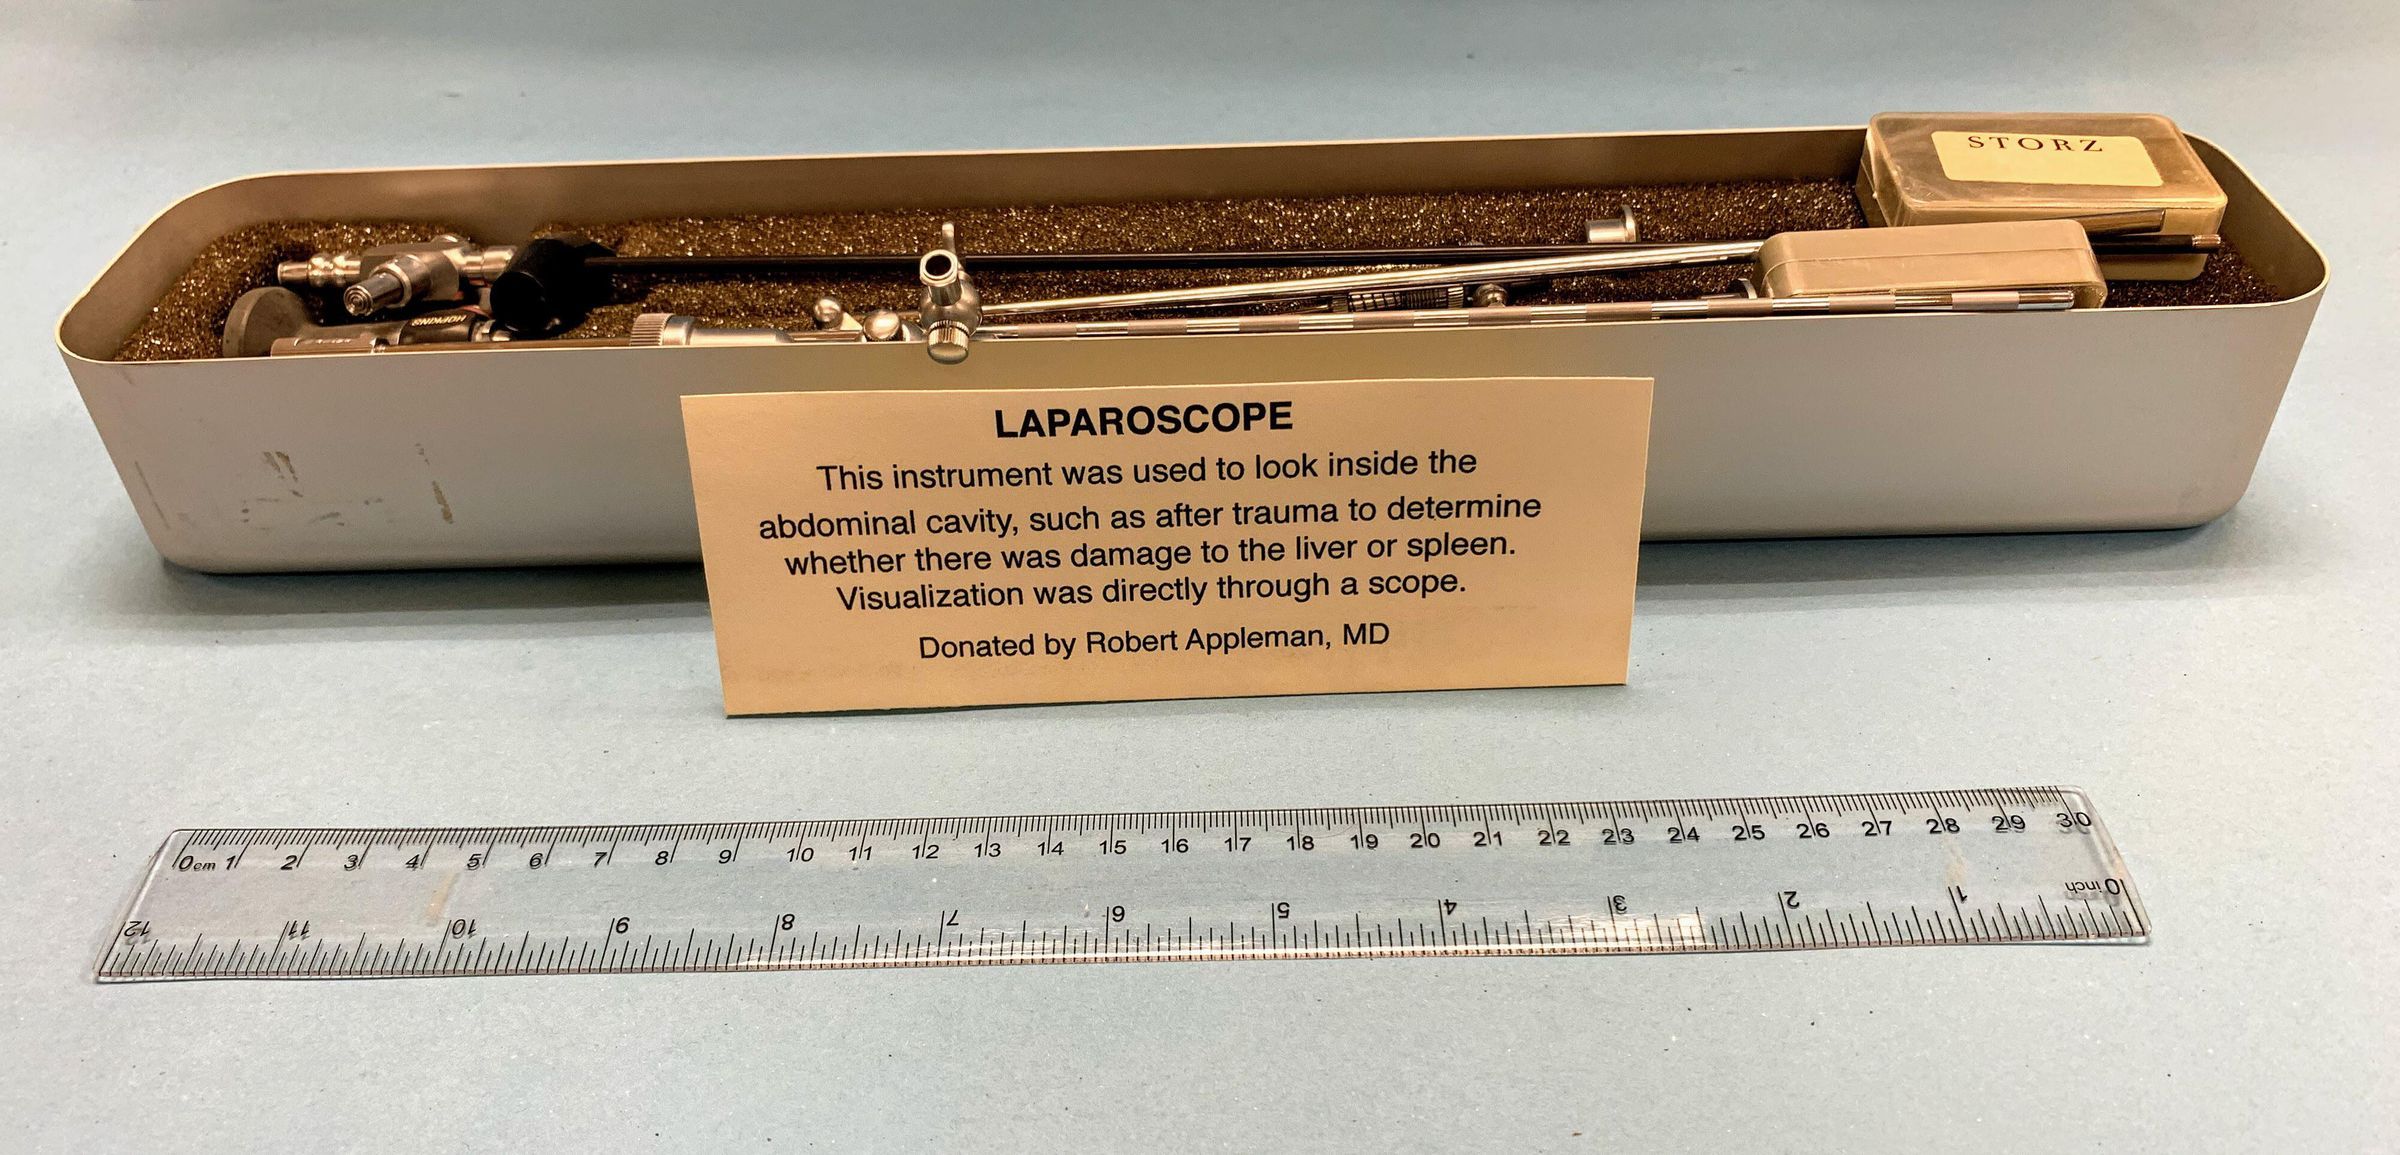 STORZ
HOPKINS
LAPAROSCOPE
This instrument was used to look inside the
abdominal cavity, such as after trauma to determine
whether there was damage to the liver or spleen.
Visualization was directly through a scope.
Donated by Robert Appleman, MD
0cm 1 2 3 4 5 6 7 8 9 10 11 12 13 14 15 16 17 18 19 20 21 22 23 24 25 26 27 28 29 30
12 11 10 9 8 7 6 5 4 3 2 1 0 inch